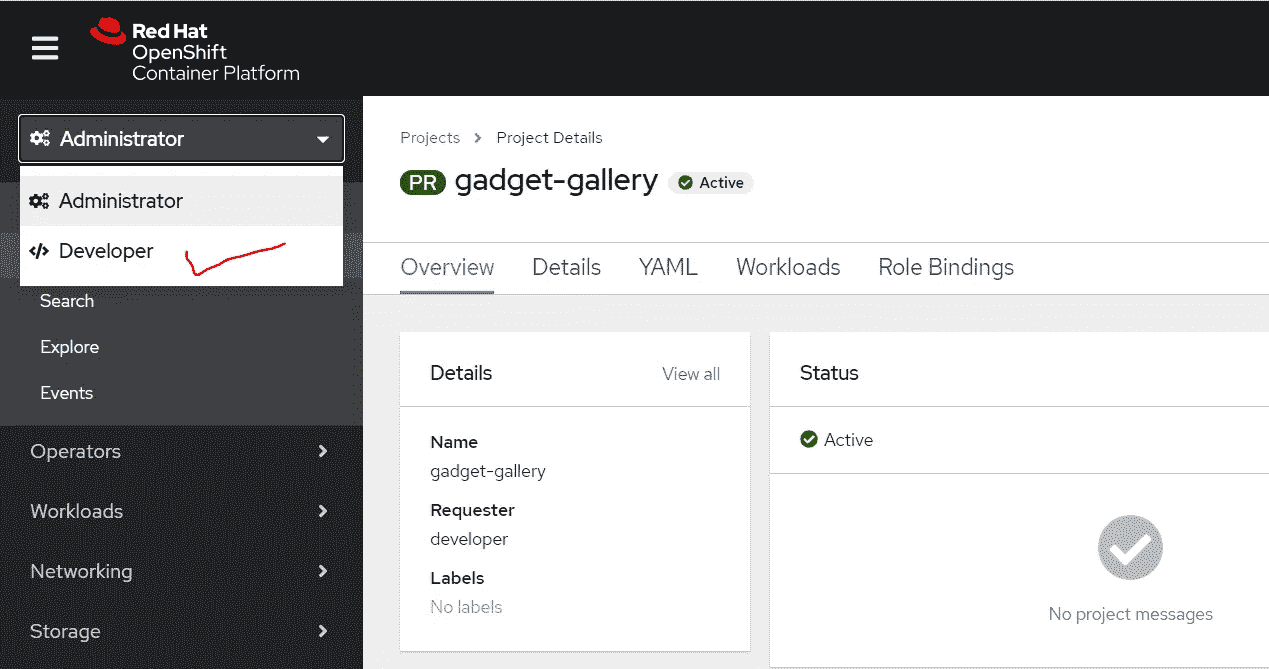 Red Hat
OpenShift
Container Platform
Administrator
Administrator
Developer
Search
Explore
Events
Operators
Workloads
Networking
Storage
Projects > Project Details
PR gadget-gallery Active
Overview Details YAML Workloads Role Bindings
Details View all
Name
gadget-gallery
Requester
developer
Labels
No labels
Status
Active
No project messages